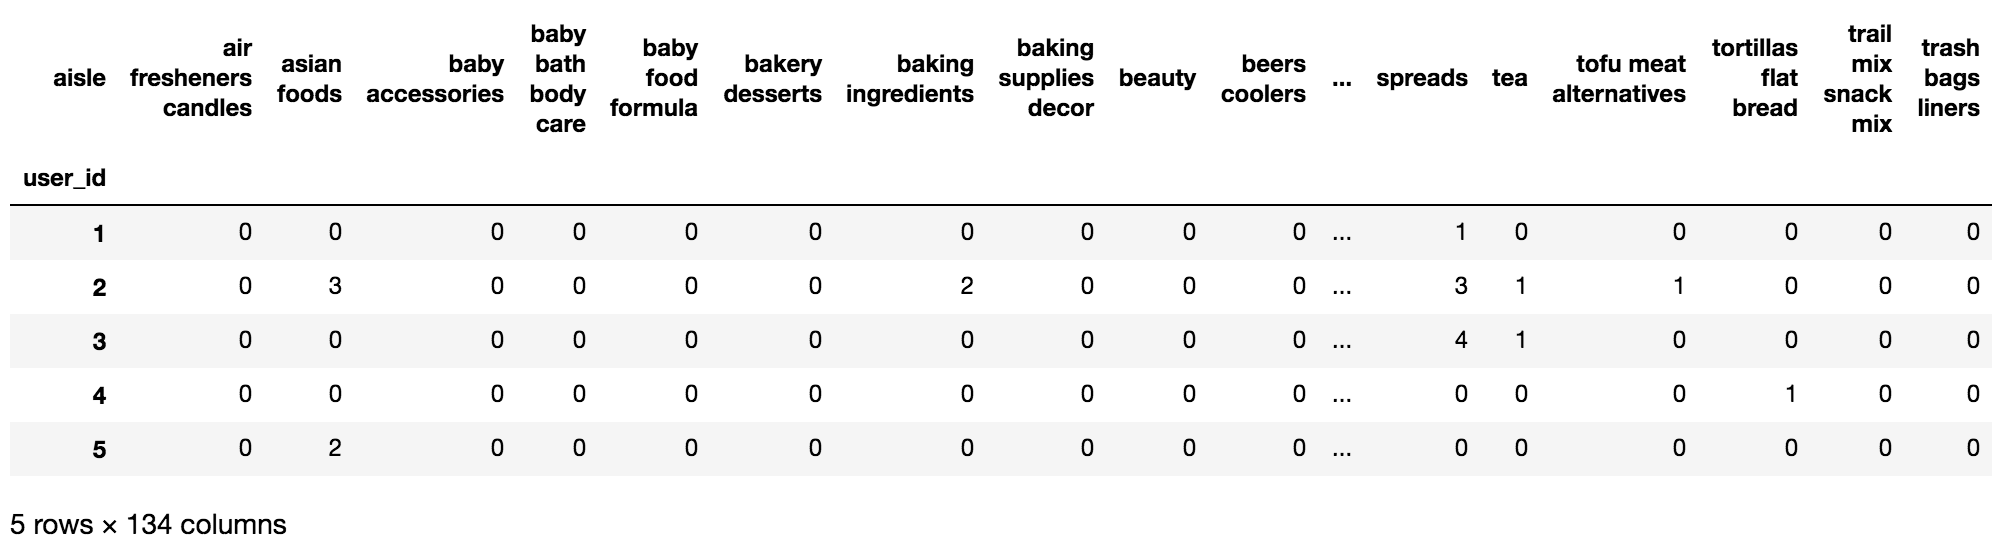 aisle air fresheners candles asian foods baby accessories baby bath body care baby food formula bakery desserts baking ingredients baking supplies decor beauty beers coolers ... spreads tea tofu meat alternatives tortillas flat bread trail mix snack mix trash bags liners
user_id
1 0 0 0 0 0 0 0 0 0 0 ... 1 0 0 0 0 0
2 0 3 0 0 0 0 2 0 0 0 ... 3 1 1 0 0 0
3 0 0 0 0 0 0 0 0 0 0 ... 4 1 0 0 0 0
4 0 0 0 0 0 0 0 0 0 0 ... 0 0 0 1 0 0
5 0 2 0 0 0 0 0 0 0 0 ... 0 0 0 0 0 0
5 rows × 134 columns